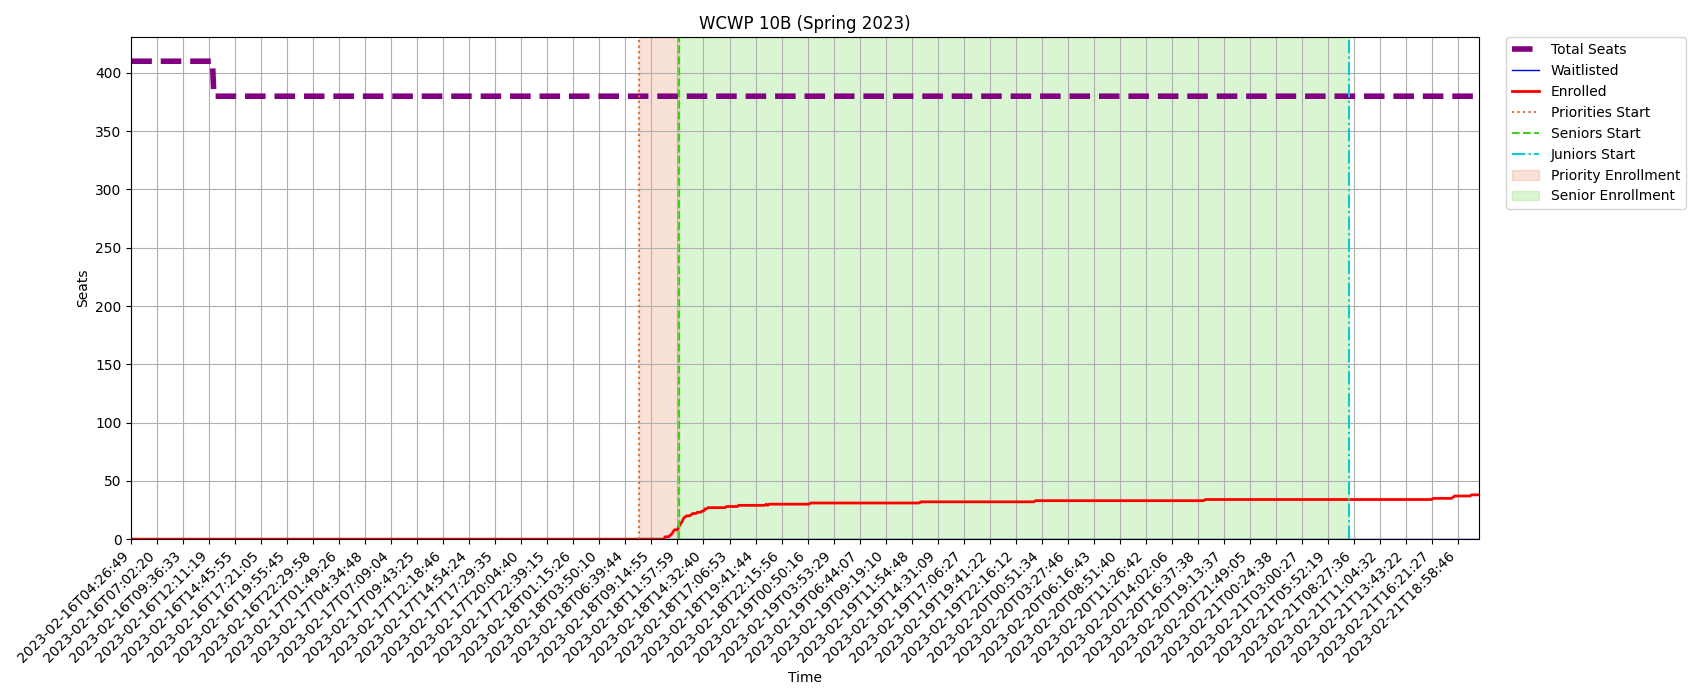 WCWP 10B (Spring 2023)
Total Seats
Waitlisted
Enrolled
Priorities Start
Seniors Start
Juniors Start
Priority Enrollment
Senior Enrollment
Seats
400
350
300
250
200
150
100
50
0
2023-02-16T04:26:49
2023-02-16T07:02:20
2023-02-16T09:36:33
2023-02-16T12:11:19
2023-02-16T14:45:55
2023-02-16T17:21:05
2023-02-16T19:55:45
2023-02-16T22:29:58
2023-02-17T01:49:26
2023-02-17T04:34:48
2023-02-17T07:09:04
2023-02-17T09:43:25
2023-02-17T12:18:46
2023-02-17T14:54:24
2023-02-17T17:29:35
2023-02-17T20:04:40
2023-02-17T22:39:15
2023-02-18T01:15:26
2023-02-18T03:50:10
2023-02-18T06:39:44
2023-02-18T09:14:55
2023-02-18T11:57:59
2023-02-18T14:32:40
2023-02-18T17:06:53
2023-02-18T19:41:44
2023-02-18T22:15:56
2023-02-19T00:50:16
2023-02-19T03:53:29
2023-02-19T06:44:07
2023-02-19T09:19:10
2023-02-19T11:54:48
2023-02-19T14:31:09
2023-02-19T17:06:27
2023-02-19T19:41:22
2023-02-19T22:16:12
2023-02-20T00:51:34
2023-02-20T03:27:46
2023-02-20T06:16:43
2023-02-20T08:51:40
2023-02-20T11:26:42
2023-02-20T14:02:06
2023-02-20T16:37:38
2023-02-20T19:13:37
2023-02-20T21:49:05
2023-02-21T00:24:38
2023-02-21T03:00:27
2023-02-21T05:52:19
2023-02-21T08:27:36
2023-02-21T11:04:32
2023-02-21T13:43:22
2023-02-21T16:21:27
2023-02-21T18:58:46
Time